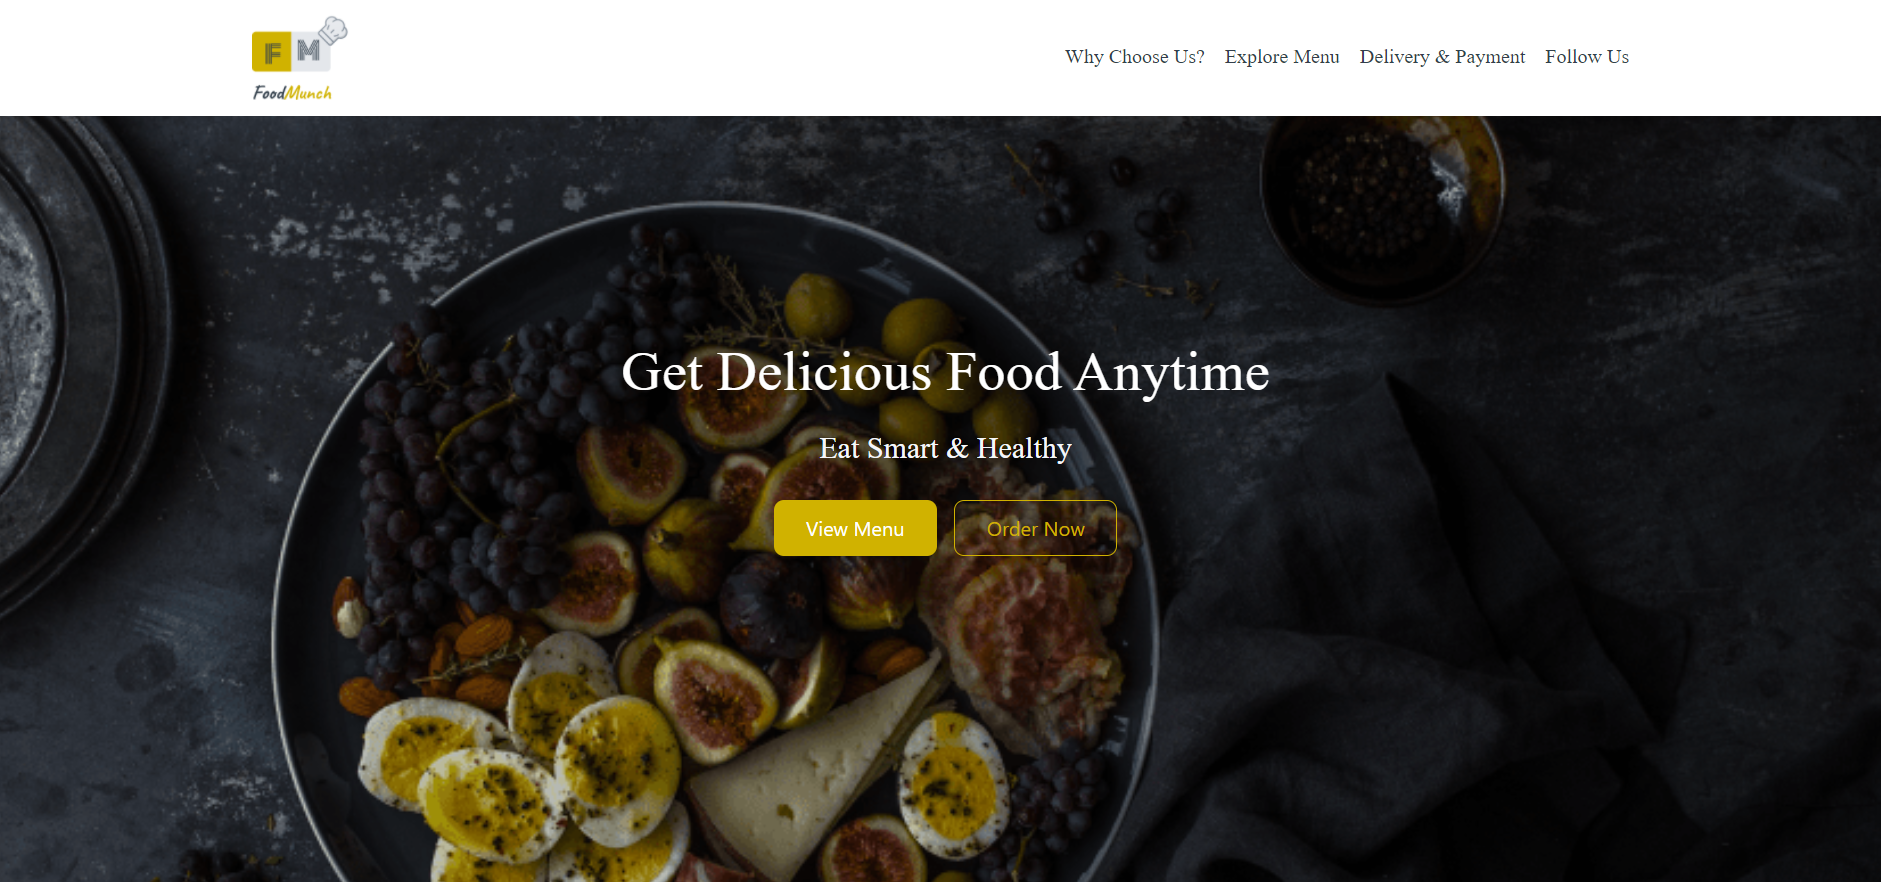 F M
FoodMunch
Why Choose Us? Explore Menu Delivery & Payment Follow Us
Get Delicious Food Anytime
Eat Smart & Healthy
View Menu Order Now